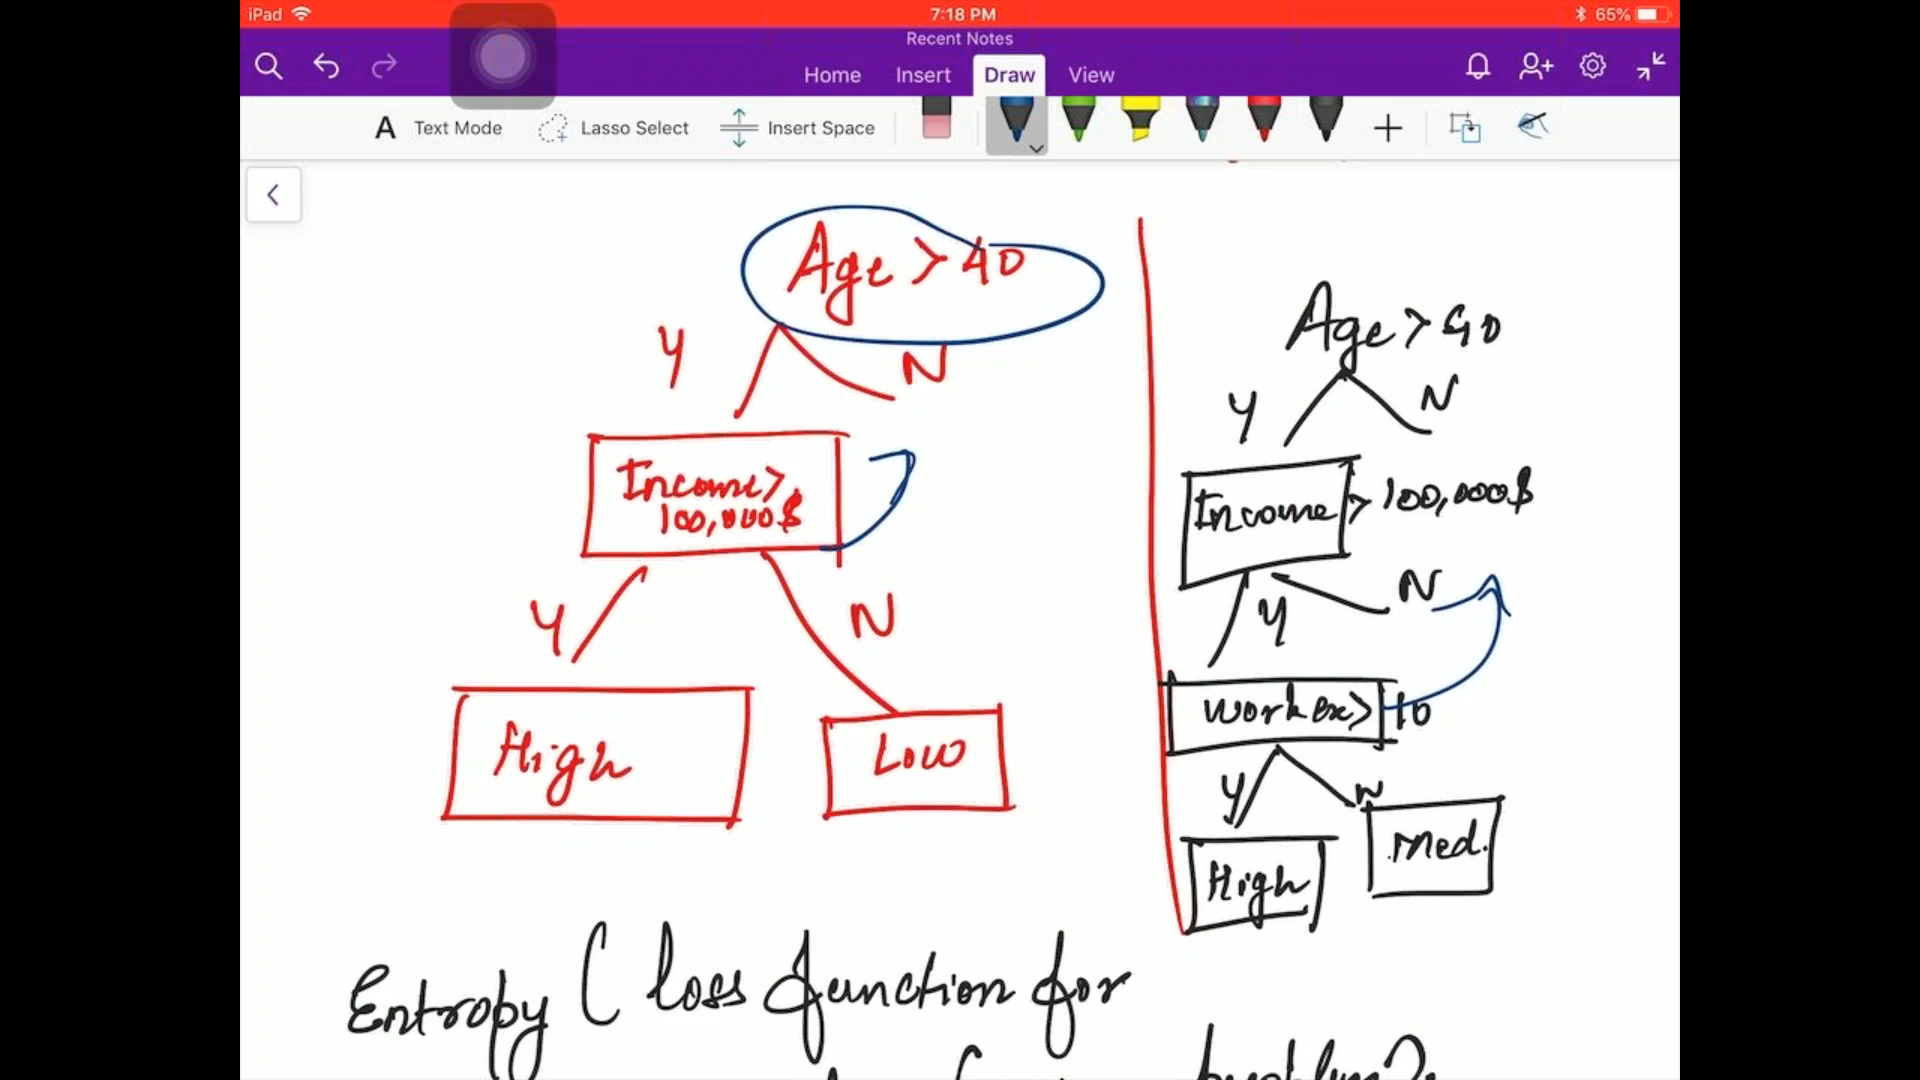 iPad 7:18 PM 65%
Recent Notes
Home Insert Draw View
A Text Mode Lasso Select Insert Space
Age > 40
Y N
Income >
100,000$
Y N
High Low
Age > 40
Y N
Income > 100,000$
Y N
Workex > 10
Y N
High Med.
Entropy ( loss function for